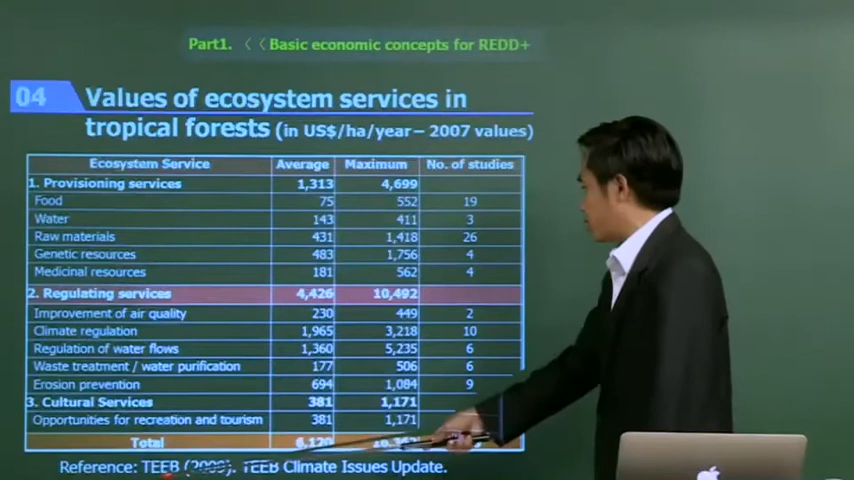 Part1. 〈〈 Basic economic concepts for REDD+
04 Values of ecosystem services in
tropical forests (in US$/ha/year – 2007 values)
Ecosystem Service Average Maximum No. of studies
1. Provisioning services 1,313 4,699
Food 75 552 19
Water 143 411 3
Raw materials 431 1,418 26
Genetic resources 483 1,756 4
Medicinal resources 181 562 4
2. Regulating services 4,426 10,492
Improvement of air quality 230 449 2
Climate regulation 1,965 3,218 10
Regulation of water flows 1,360 5,235 6
Waste treatment / water purification 177 506 6
Erosion prevention 694 1,084 9
3. Cultural Services 381 1,171
Opportunities for recreation and tourism 381 1,171
Total 6,120
Reference: TEEB (2009). TEEB Climate Issues Update.